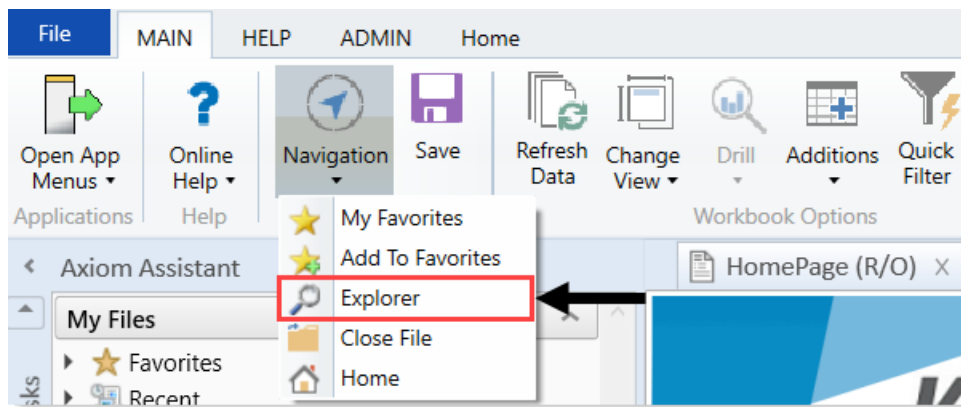 File MAIN HELP ADMIN Home
Open App Menus
Online Help
Navigation
Save
Refresh Data
Change View
Drill
Additions
Quick Filter
Applications
Help
Workbook Options
My Favorites
Add To Favorites
Explorer
Close File
Home
Axiom Assistant
My Files
Favorites
Recent
HomePage (R/O)